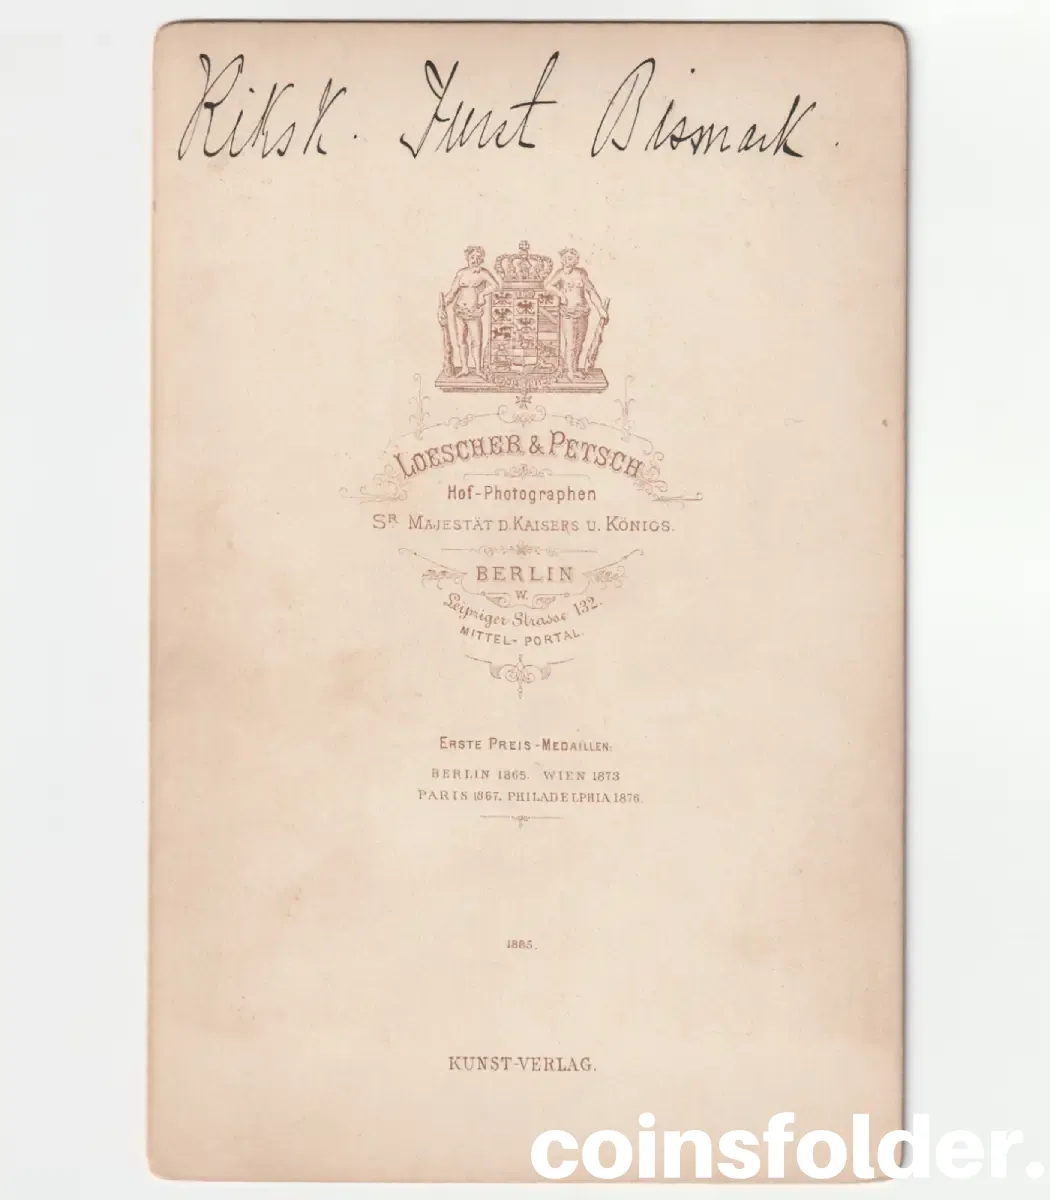 Riksk. Furst Bismark.
LOESCHER & PETSCH
Hof-Photographen
SR MAJESTÄT D. KAISERS U. KÖNIGS.
BERLIN
W.
Leipziger Strasse 132.
MITTEL-PORTAL.
ERSTE PREIS-MEDAILLEN:
BERLIN 1865. WIEN 1873
PARIS 1867. PHILADELPHIA 1876.
1885.
KUNST-VERLAG.
coinsfolder.